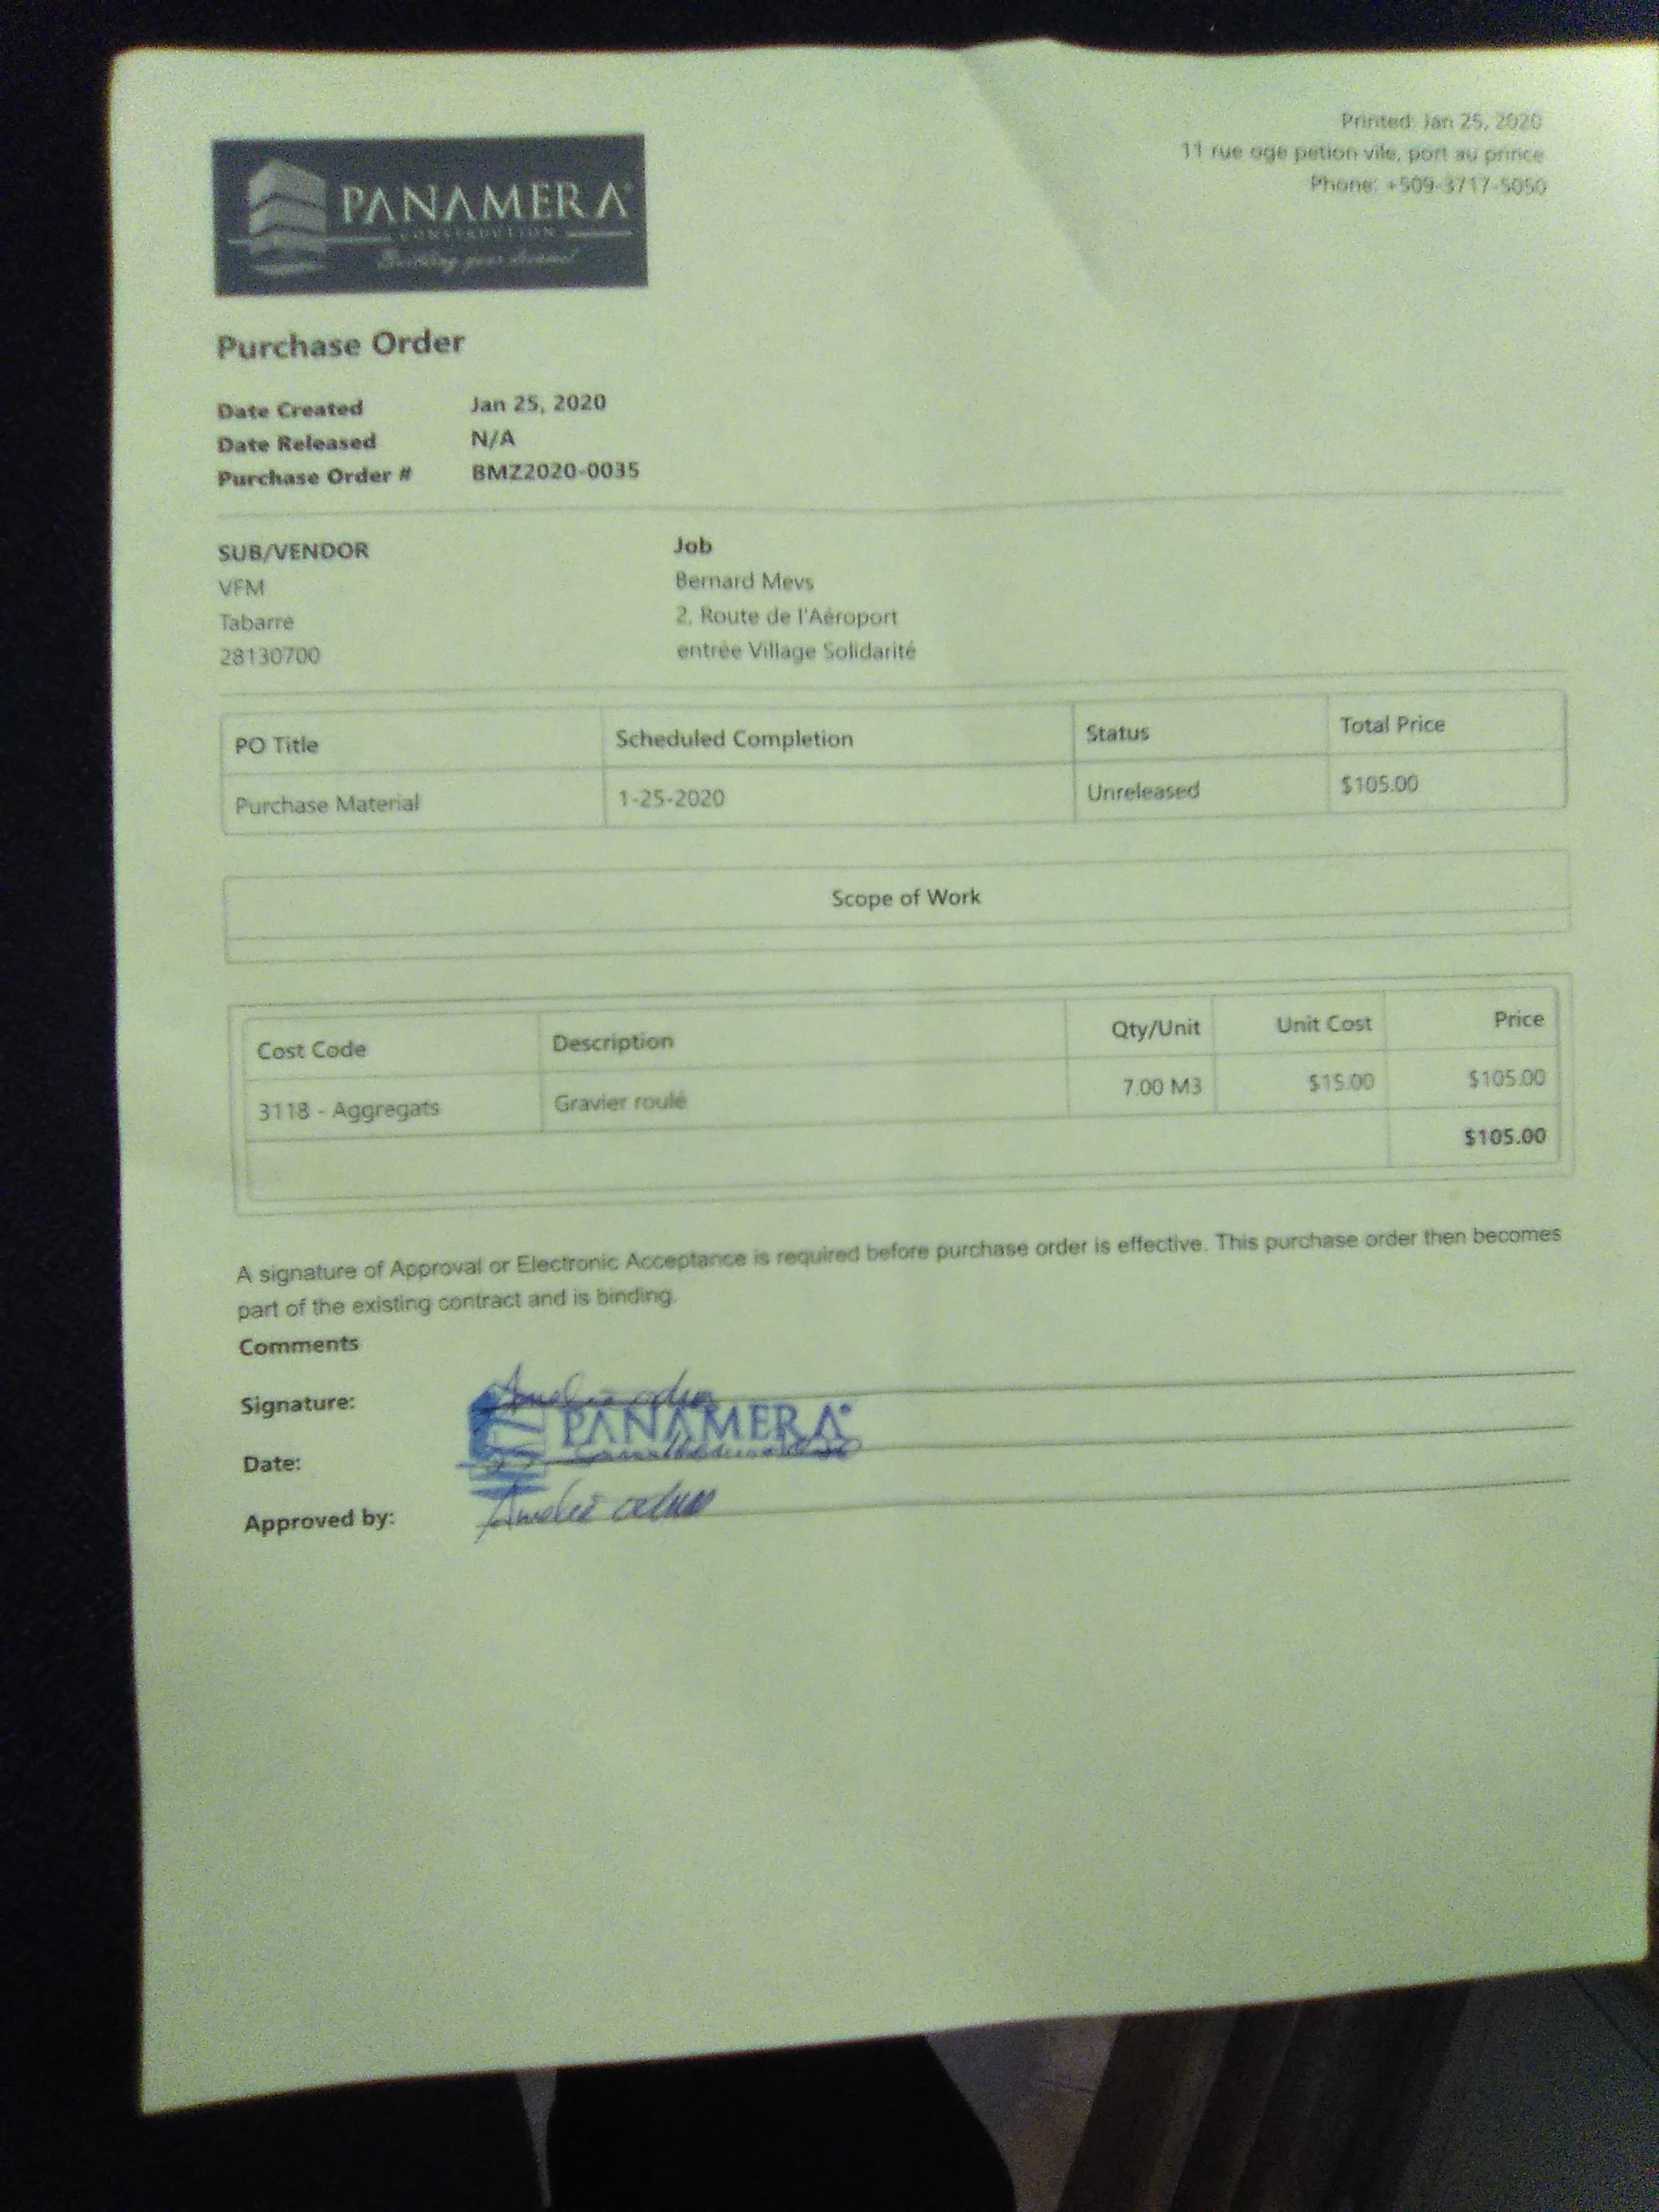 Printed: Jan 25, 2020
11 rue oge petion vile, port au prince
Phone: +509-3717-5050
PANAMERA
CONSTRUCTION
Building your dreams!
Purchase Order
Date Created Jan 25, 2020
Date Released N/A
Purchase Order # BMZ2020-0035
SUB/VENDOR Job
VFM Bernard Mevs
Tabarre 2, Route de l'Aéroport
28130700 entrée Village Solidarité
PO Title Scheduled Completion Status Total Price
Purchase Material 1-25-2020 Unreleased $105.00
Scope of Work
Cost Code Description Qty/Unit Unit Cost Price
3118 - Aggregats Gravier roulé 7.00 M3 $15.00 $105.00
$105.00
A signature of Approval or Electronic Acceptance is required before purchase order is effective. This purchase order then becomes
part of the existing contract and is binding.
Comments
Signature:
PANAMERA
Date:
Approved by: